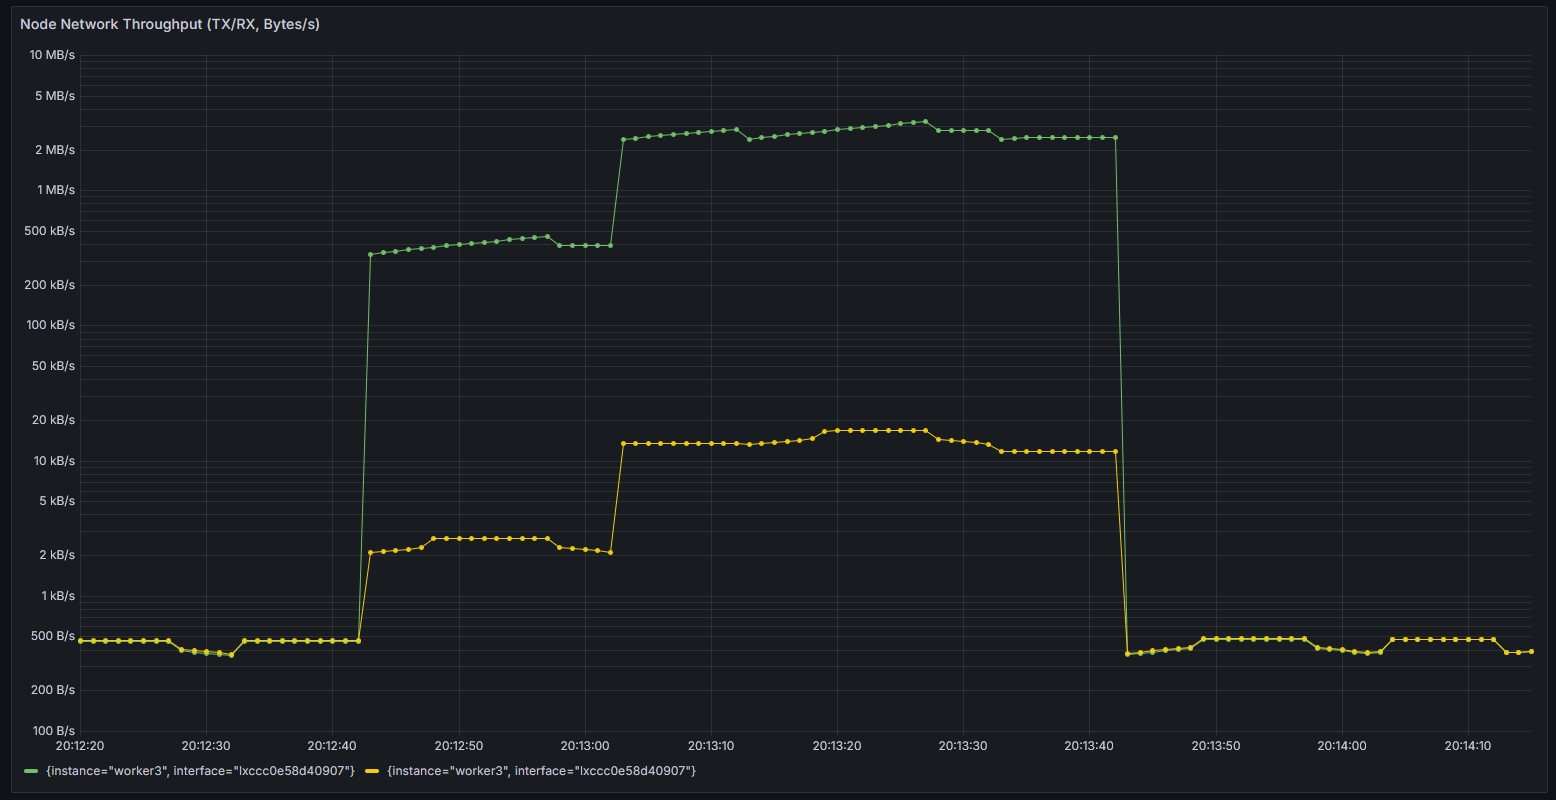 Node Network Throughput (TX/RX, Bytes/s)
10 MB/s
5 MB/s
2 MB/s
1 MB/s
500 kB/s
200 kB/s
100 kB/s
50 kB/s
20 kB/s
10 kB/s
5 kB/s
2 kB/s
1 kB/s
500 B/s
200 B/s
100 B/s
20:12:20 20:12:30 20:12:40 20:12:50 20:13:00 20:13:10 20:13:20 20:13:30 20:13:40 20:13:50 20:14:00 20:14:10
{instance="worker3", interface="lxccc0e58d40907"} {instance="worker3", interface="lxccc0e58d40907"}